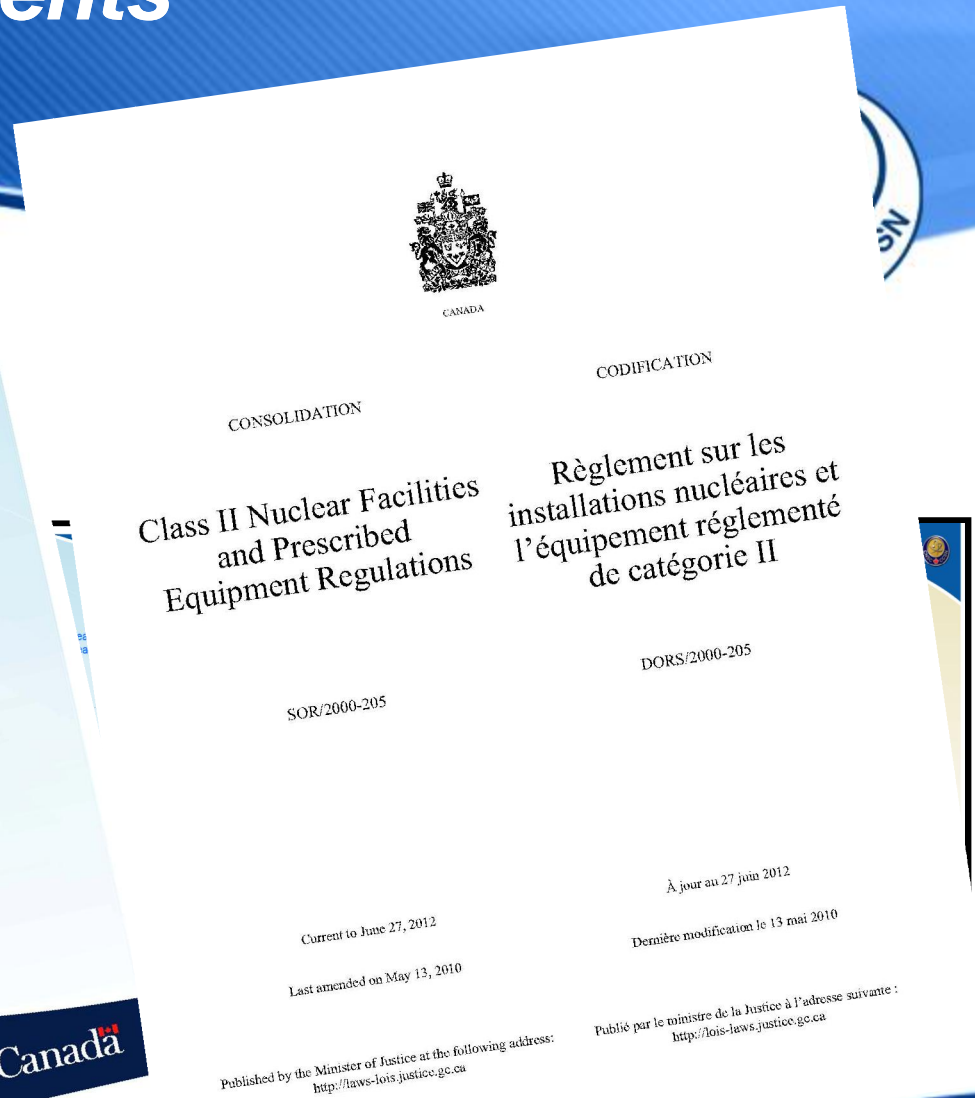 ents
SN
CANADA
CONSOLIDATION
Class II Nuclear Facilities
and Prescribed
Equipment Regulations
SOR/2000-205
Current to June 27, 2012
Last amended on May 13, 2010
Published by the Minister of Justice at the following address:
http://laws-lois.justice.gc.ca
CODIFICATION
Règlement sur les
installations nucléaires et
l’équipement réglementé
de catégorie II
DORS/2000-205
À jour au 27 juin 2012
Dernière modification le 13 mai 2010
Publié par le ministre de la Justice à l’adresse suivante :
http://lois-laws.justice.gc.ca
Canada